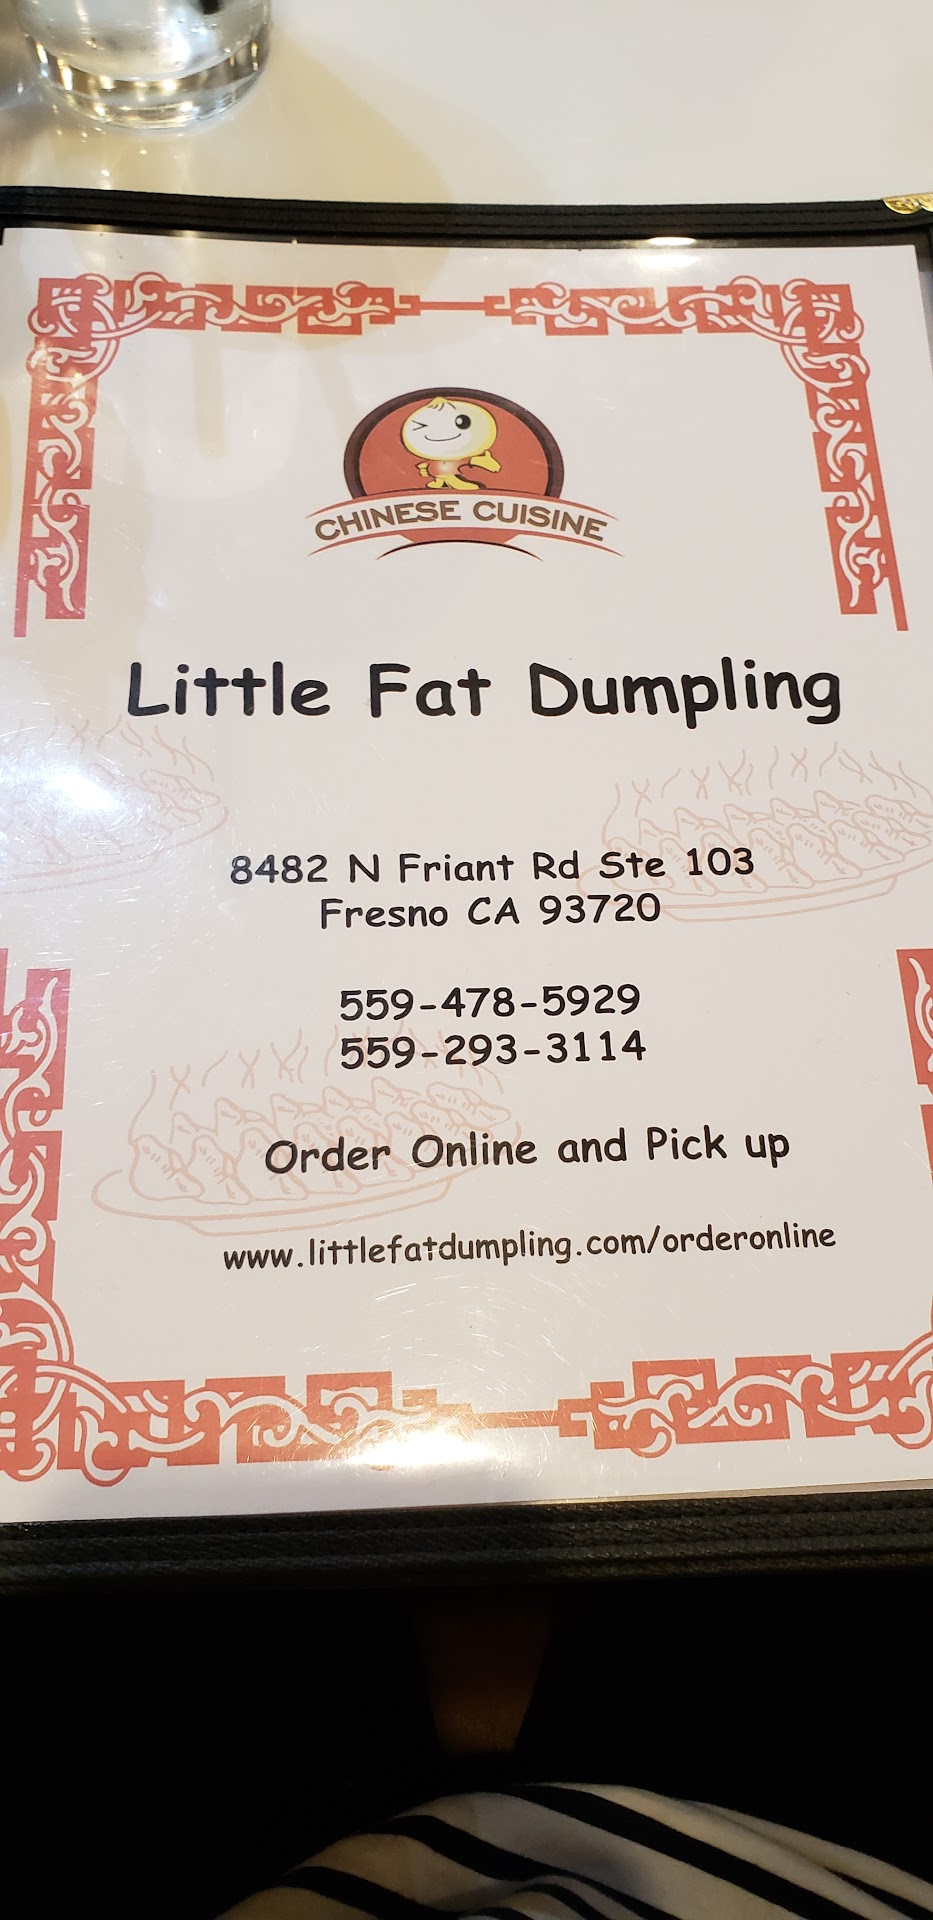 CHINESE CUISINE
Little Fat Dumpling
8482 N Friant Rd Ste 103
Fresno CA 93720
559-478-5929
559-293-3114
Order Online and Pick up
www.littlefatdumpling.com/orderonline